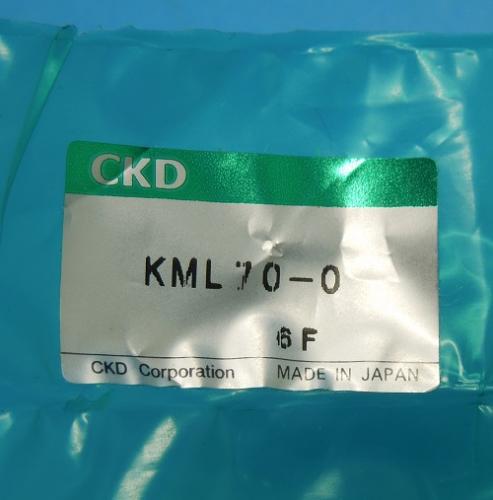 CKD
KML70-0
6F
CKD Corporation MADE IN JAPAN